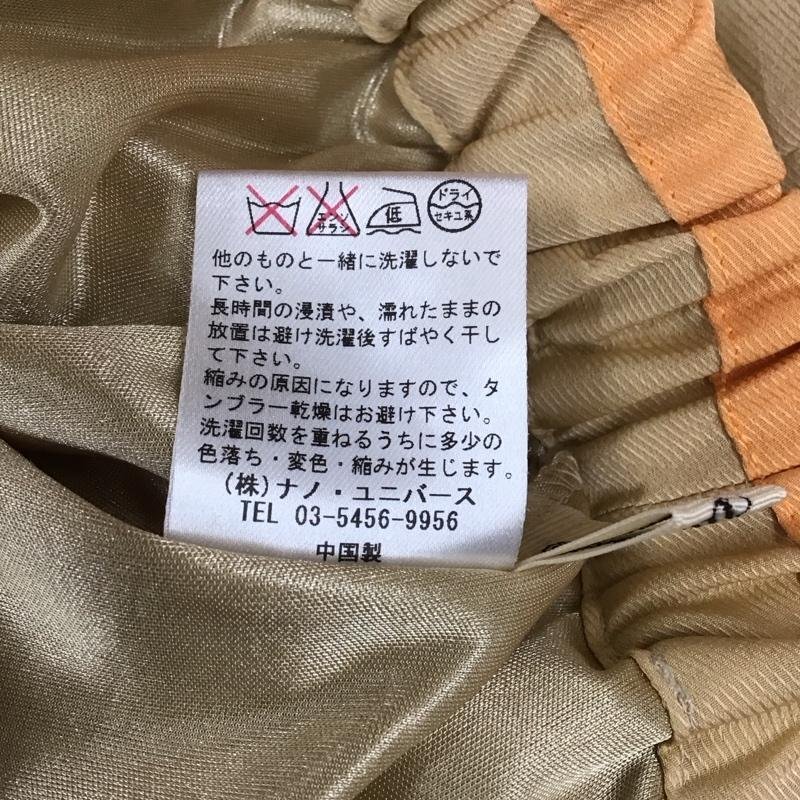 エンソ
サラシ
低
ドライ
セキユ系
他のものと一緒に洗濯しないで
下さい。
長時間の浸漬や、濡れたままの
放置は避け洗濯後すばやく干し
て下さい。
縮みの原因になりますので、タ
ンブラー乾燥はお避け下さい。
洗濯回数を重ねるうちに多少の
色落ち・変色・縮みが生じます。
(株)ナノ・ユニバース
TEL 03-5456-9956
中国製